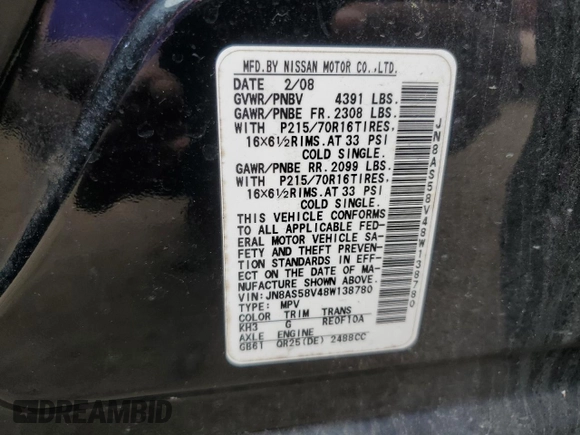 MFD.BY NISSAN MOTOR CO.,LTD.
DATE 2/08
GVWR/PNBV 4391 LBS.
GAWR/PNBE FR. 2308 LBS.
WITH P215/70R16TIRES,
16X6½RIMS.AT 33 PSI
COLD SINGLE.
GAWR/PNBE RR. 2099 LBS.
WITH P215/70R16TIRES,
16X6½RIMS.AT 33 PSI
COLD SINGLE.
THIS VEHICLE CONFORMS
TO ALL APPLICABLE FED-
ERAL MOTOR VEHICLE SA-
FETY AND THEFT PREVEN-
TION STANDARDS IN EFFECT
ON THE DATE OF MA-
NUFACTURE SHOWN ABOVE.
VIN:JN8AS58V48W138780
TYPE: MPV
COLOR TRIM TRANS
KH3 G RE0F10A
AXLE ENGINE
GB61 QR25(DE) 2488CC
JN8AS58V48W138780
DREAMBID